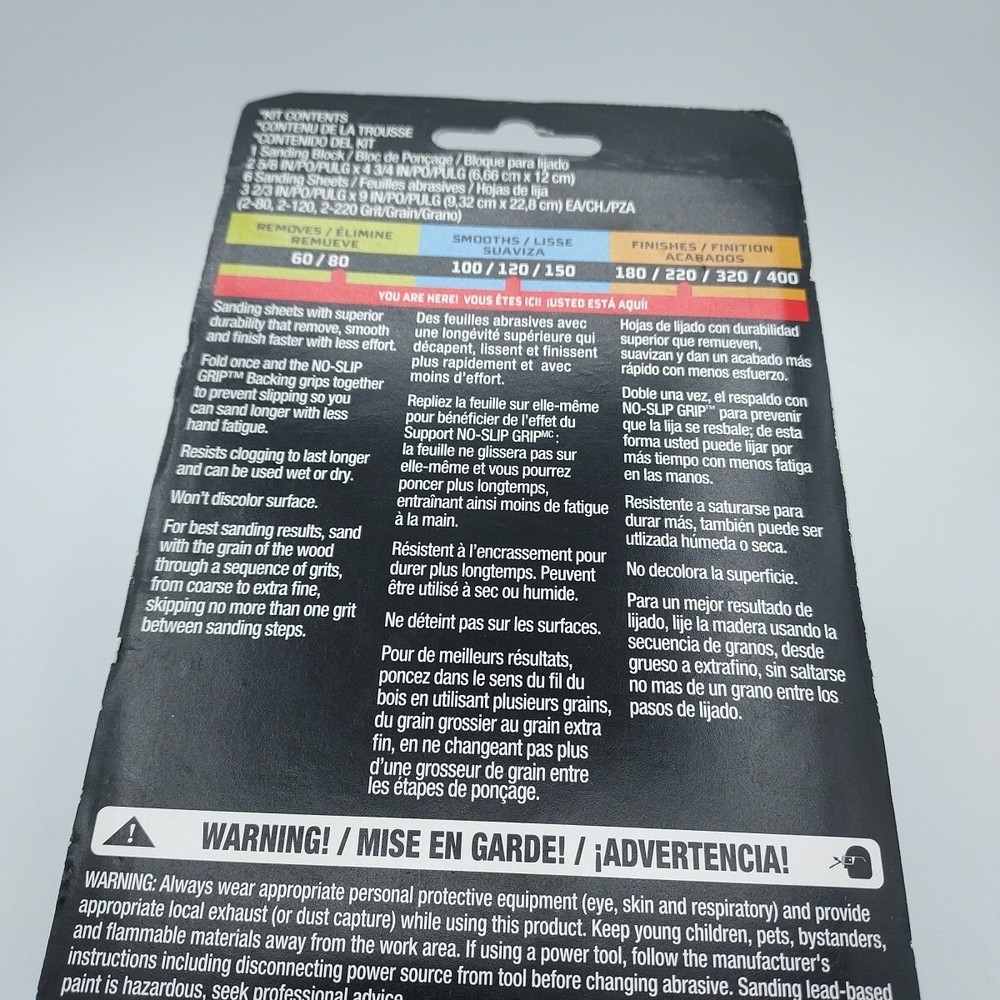 *KIT CONTENTS
*CONTENU DE LA TROUSSE
*CONTENIDO DEL KIT
1 Sanding Block / Bloc de Ponçage / Bloque para lijado
2 5/8 IN/PO/PULG x 4 3/4 IN/PO/PULG (6,66 cm x 12 cm)
6 Sanding Sheets / Feuilles abrasives / Hojas de lija
3 2/3 IN/PO/PULG x 9 IN/PO/PULG (9,32 cm x 22,8 cm) EA/CH./PZA
(2-80, 2-120, 2-220 Grit/Grain/Grano)
REMOVES / ÉLIMINE
REMUEVE
60 / 80
SMOOTHS / LISSE
SUAVIZA
100 / 120 / 150
FINISHES / FINITION
ACABADOS
180 / 220 / 320 / 400
YOU ARE HERE! VOUS ÊTES ICI! ¡USTED ESTÁ AQUÍ!
Sanding sheets with superior
durability that remove, smooth
and finish faster with less effort.
Fold once and the NO-SLIP
GRIP™ Backing grips together
to prevent slipping so you
can sand longer with less
hand fatigue.
Resists clogging to last longer
and can be used wet or dry.
Won't discolor surface.
For best sanding results, sand
with the grain of the wood
through a sequence of grits,
from coarse to extra fine,
skipping no more than one grit
between sanding steps.
Des feuilles abrasives avec
une longévité supérieure qui
décapent, lissent et finissent
plus rapidement et avec
moins d'effort.
Repliez la feuille sur elle-même
pour bénéficier de l'effet du
Support NO-SLIP GRIPᴹᶜ :
la feuille ne glissera pas sur
elle-même et vous pourrez
poncer plus longtemps,
entraînant ainsi moins de fatigue
à la main.
Résistent à l'encrassement pour
durer plus longtemps. Peuvent
être utilisé à sec ou humide.
Ne déteint pas sur les surfaces.
Pour de meilleurs résultats,
poncez dans le sens du fil du
bois en utilisant plusieurs grains,
du grain grossier au grain extra
fin, en ne changeant pas plus
d'une grosseur de grain entre
les étapes de ponçage.
Hojas de lijado con durabilidad
superior que remueven,
suavizan y dan un acabado más
rápido con menos esfuerzo.
Doble una vez, el respaldo con
NO-SLIP GRIP™ para prevenir
que la lija se resbale; de esta
forma usted puede lijar por
más tiempo con menos fatiga
en las manos.
Resistente a saturarse para
durar más, también puede ser
utlizada húmeda o seca.
No decolora la superficie.
Para un mejor resultado de
lijado, lije la madera usando la
secuencia de granos, desde
grueso a extrafino, sin saltarse
no mas de un grano entre los
pasos de lijado.
WARNING! / MISE EN GARDE! / ¡ADVERTENCIA!
WARNING: Always wear appropriate personal protective equipment (eye, skin and respiratory) and provide
appropriate local exhaust (or dust capture) while using this product. Keep young children, pets, bystanders,
and flammable materials away from the work area. If using a power tool, follow the manufacturer's
instructions including disconnecting power source from tool before changing abrasive. Sanding lead-based
paint is hazardous, seek professional advice.